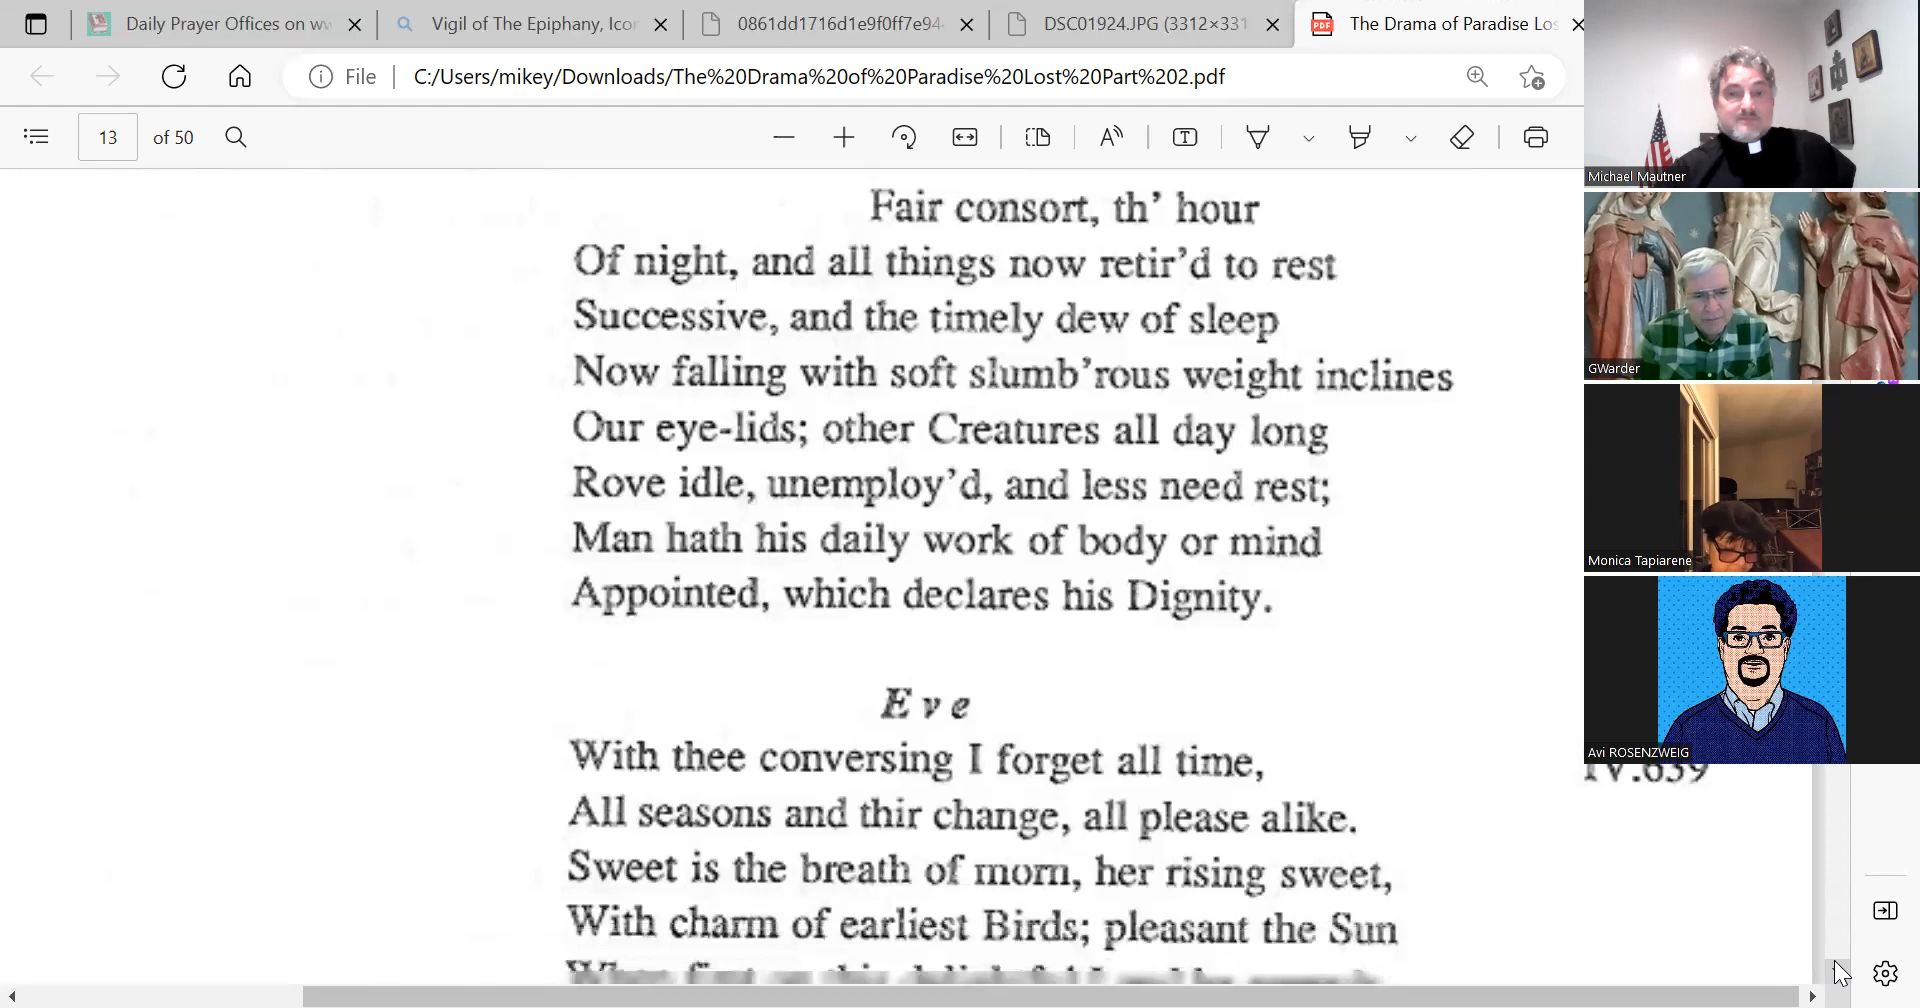 Daily Prayer Offices on ww
Vigil of The Epiphany, Icon
0861dd1716d1e9f0ff7e94
DSC01924.JPG (3312×331
The Drama of Paradise Los
File
C:/Users/mikey/Downloads/The%20Drama%20of%20Paradise%20Lost%20Part%202.pdf
13 of 50
Fair consort, th' hour
Of night, and all things now retir'd to rest
Successive, and the timely dew of sleep
Now falling with soft slumb'rous weight inclines
Our eye-lids; other Creatures all day long
Rove idle, unemploy'd, and less need rest;
Man hath his daily work of body or mind
Appointed, which declares his Dignity.
Eve
With thee conversing I forget all time,
IV.639
All seasons and thir change, all please alike.
Sweet is the breath of morn, her rising sweet,
With charm of earliest Birds; pleasant the Sun
Michael Mautner
GWarder
Monica Tapiarene
Avi ROSENZWEIG